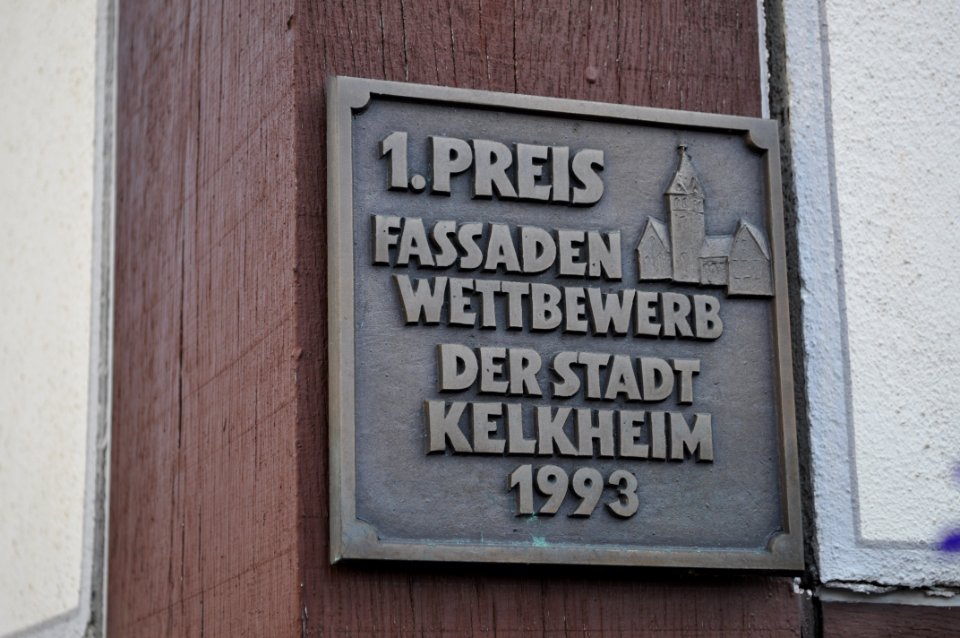 1. PREIS
FASSADEN
WETTBEWERB
DER STADT
KELKHEIM
1993